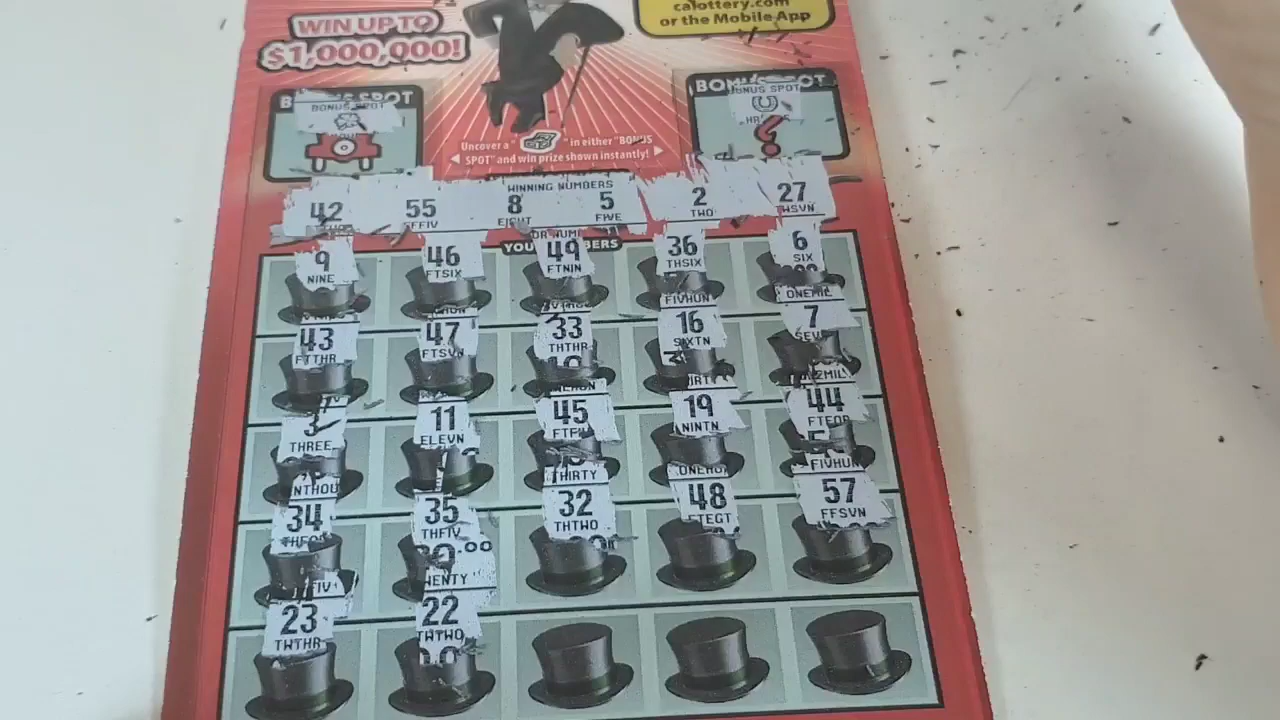 WIN UP TO
$1,000,000!
calottery.com
or the Mobile App
BONUS SPOT
BONUS SPOT
Uncover a " " in either "BONUS
SPOT" and win prize shown instantly!
WINNING NUMBERS
42 55 8 5 2 27
EIGHT FIVE TWO
YOUR NUMBERS
9 46 49 36 6
NINE FTSIX FTNIN THSIX SIX
FIVHUN ONEMIL
43 47 33 16 7
FTTHR FTSVN THTHR SIXTN
3 11 45 19 44
THREE ELEVN NINTN
THIRTY FIVHUN
34 35 32 48 57
THFIV THTWO FTEGT FFSVN
23 22
TWTHR TWTWO